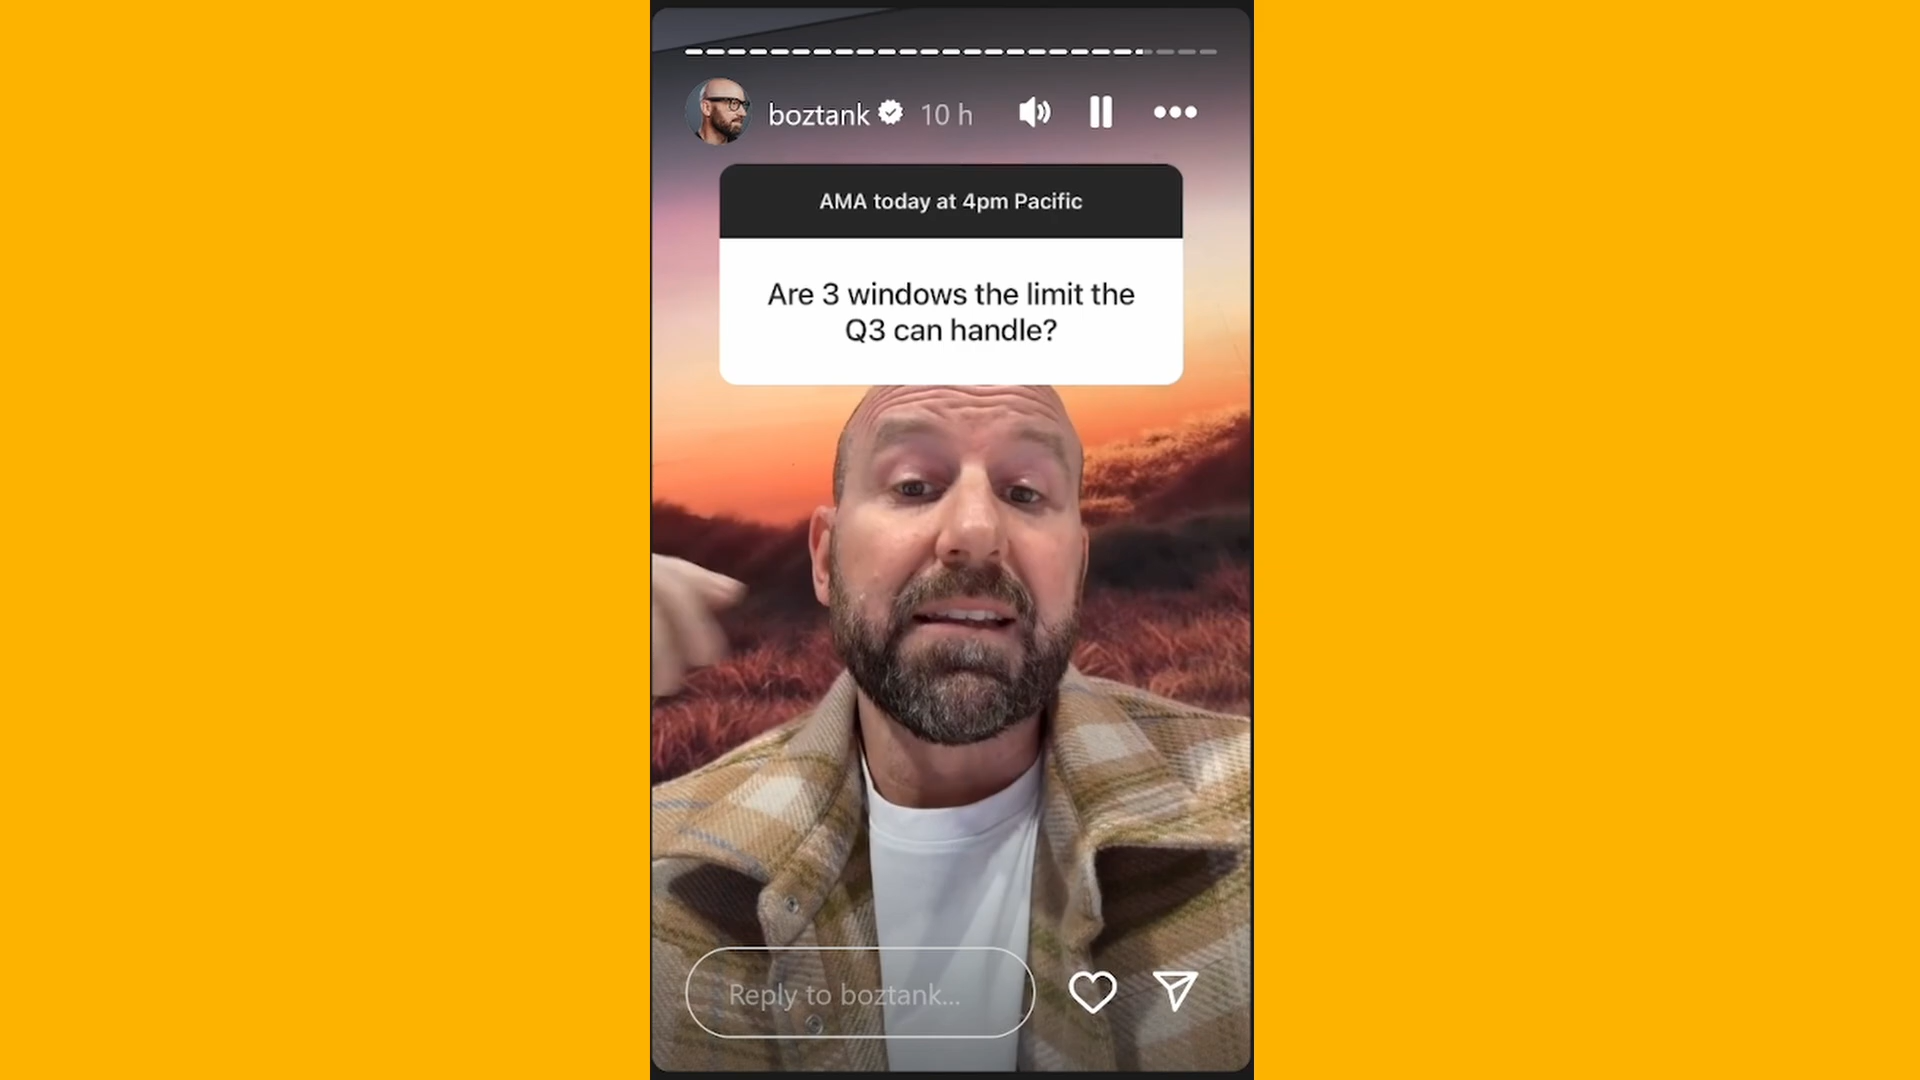 boztank 10 h
AMA today at 4pm Pacific
Are 3 windows the limit the
Q3 can handle?
Reply to boztank...